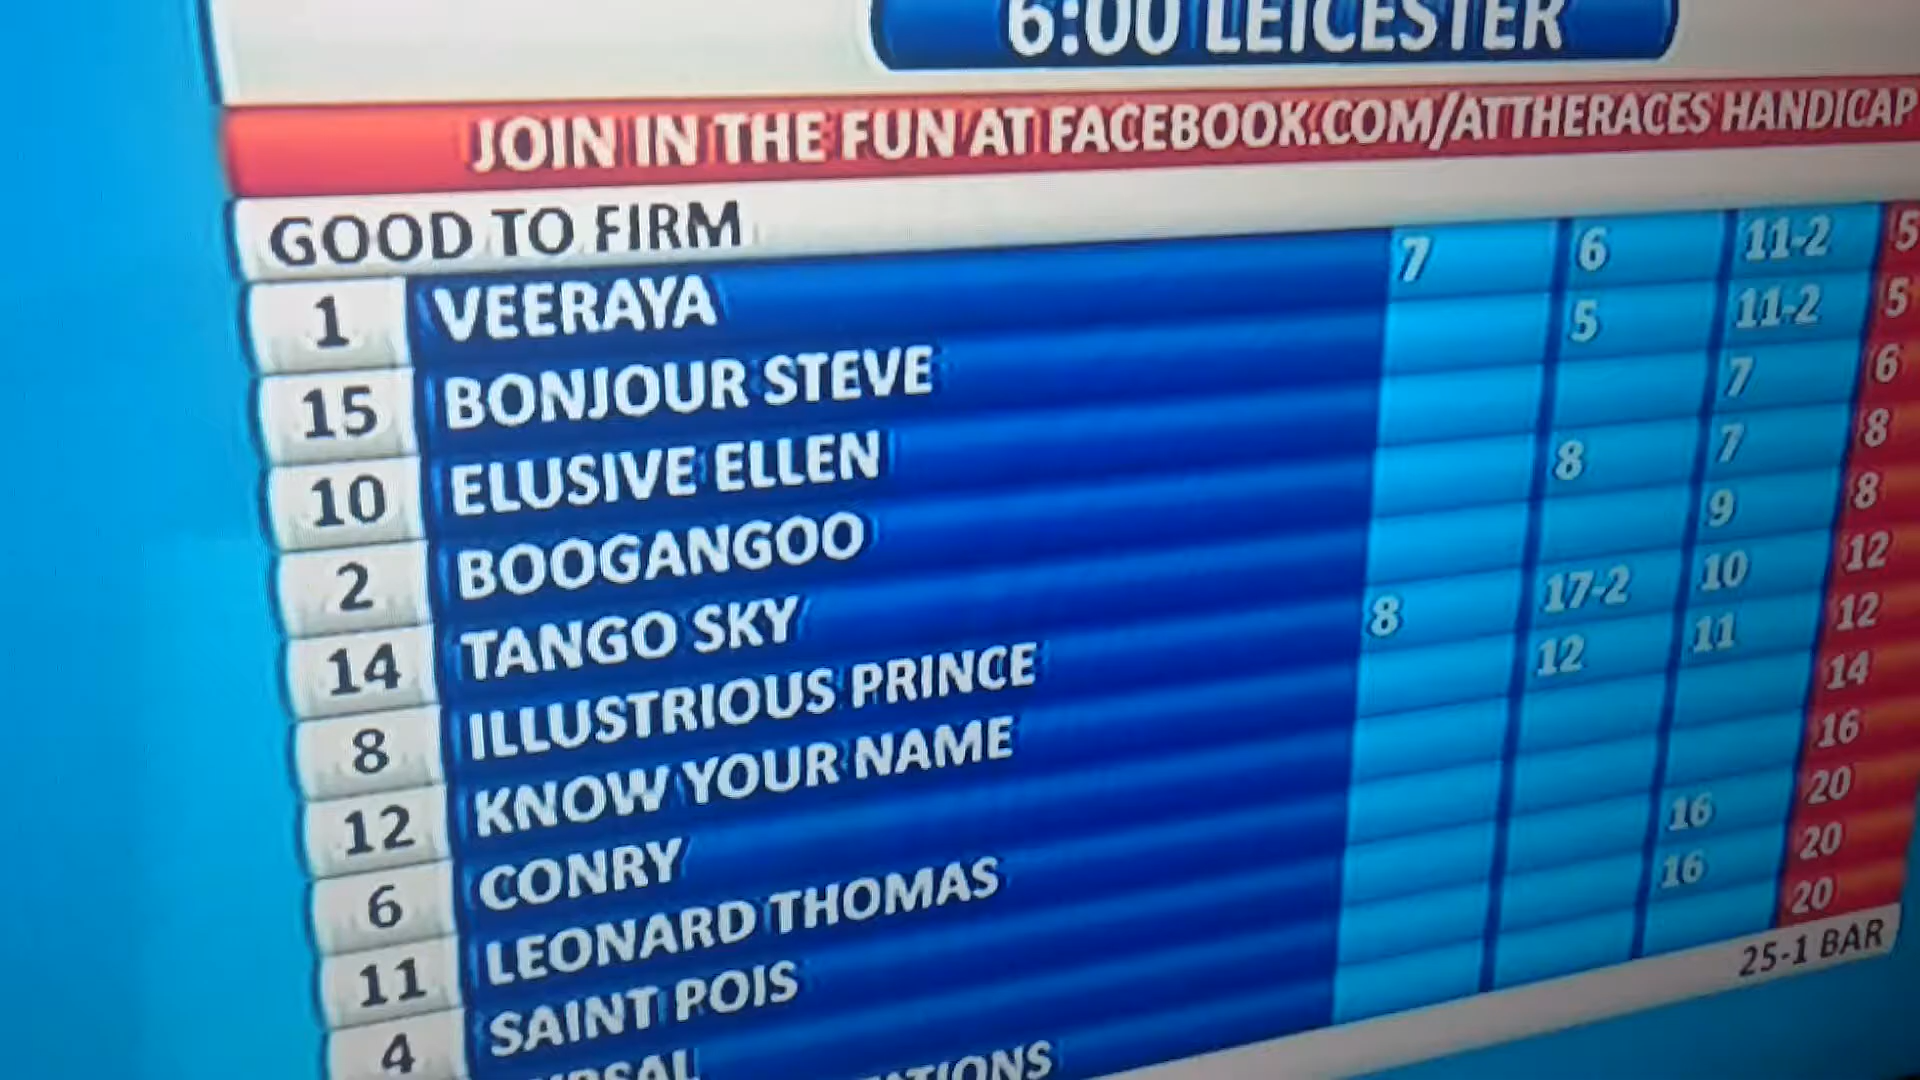 6:00 LEICESTER
JOIN IN THE FUN AT FACEBOOK.COM/ATTHERACES HANDICAP
GOOD TO FIRM
1 VEERAYA 7 6 11-2 5
15 BONJOUR STEVE 5 11-2 5
10 ELUSIVE ELLEN 7 6
2 BOOGANGOO 8 7 8
14 TANGO SKY 9 8
8 ILLUSTRIOUS PRINCE 8 17-2 10 12
12 KNOW YOUR NAME 12 11 12
6 CONRY 14
11 LEONARD THOMAS 16
4 SAINT POIS 16 20
16 20
20
25-1 BAR